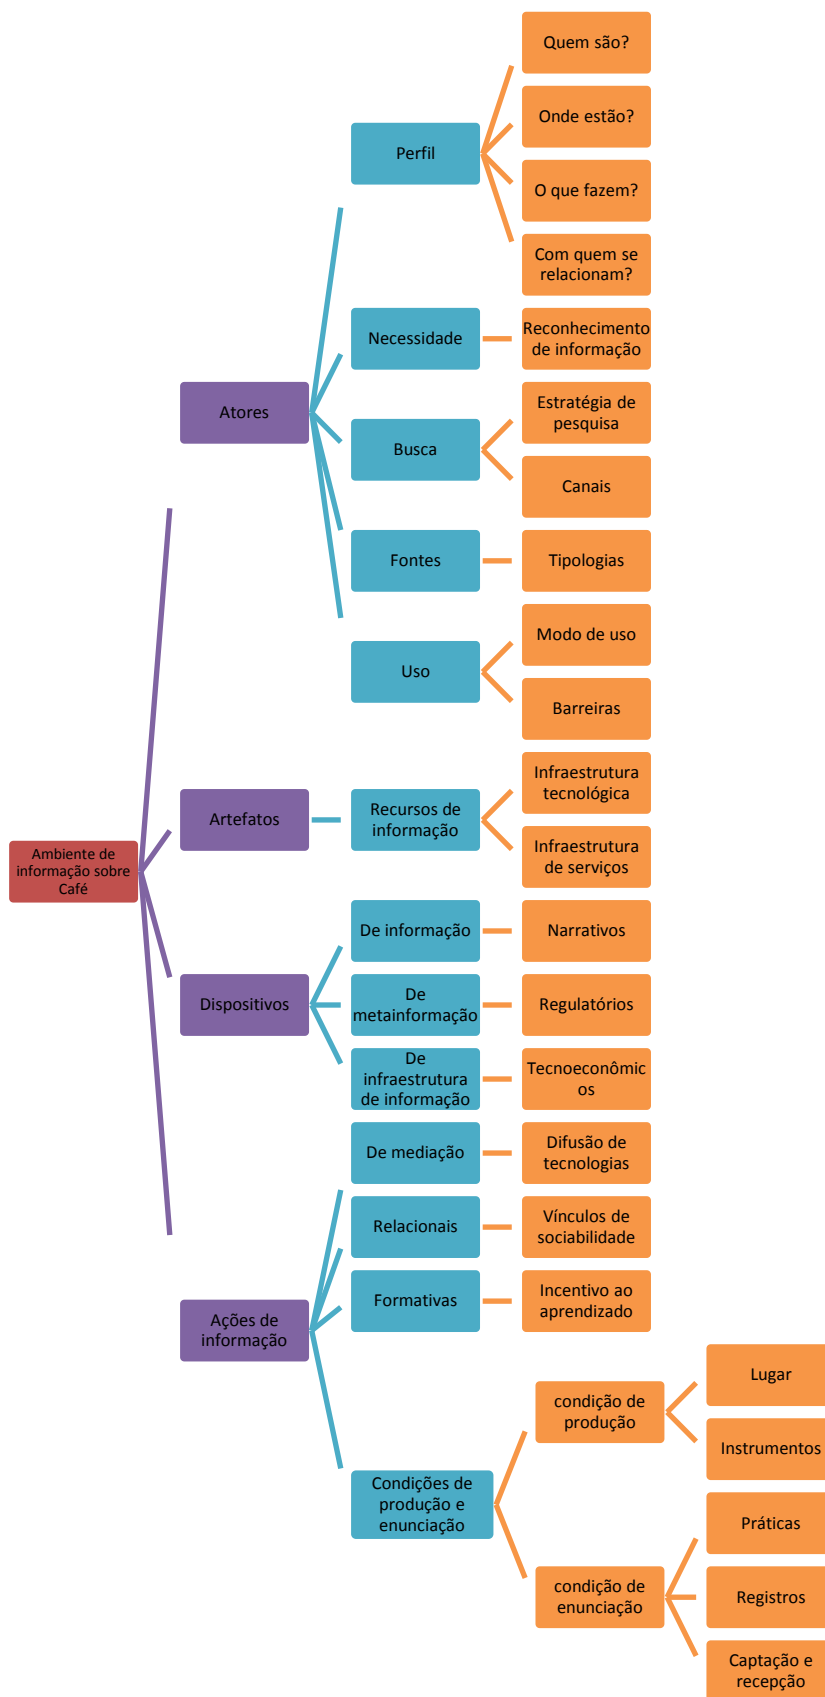 Quem são?
Onde estão?
Perfil
O que fazem?
Com quem se
relacionam?
Necessidade
Reconhecimento
de informação
Atores
Estratégia de
pesquisa
Busca
Canais
Fontes
Tipologias
Modo de uso
Uso
Barreiras
Infraestrutura
tecnológica
Artefatos
Recursos de
informação
Infraestrutura
de serviços
Ambiente de
informação sobre
Café
De informação
Narrativos
Dispositivos
De
metainformação
Regulatórios
De
infraestrutura
de informação
Tecnoeconômic
os
De mediação
Difusão de
tecnologias
Relacionais
Vínculos de
sociabilidade
Formativas
Incentivo ao
aprendizado
Ações de
informação
Lugar
condição de
produção
Instrumentos
Condições de
produção e
enunciação
Práticas
condição de
enunciação
Registros
Captação e
recepção